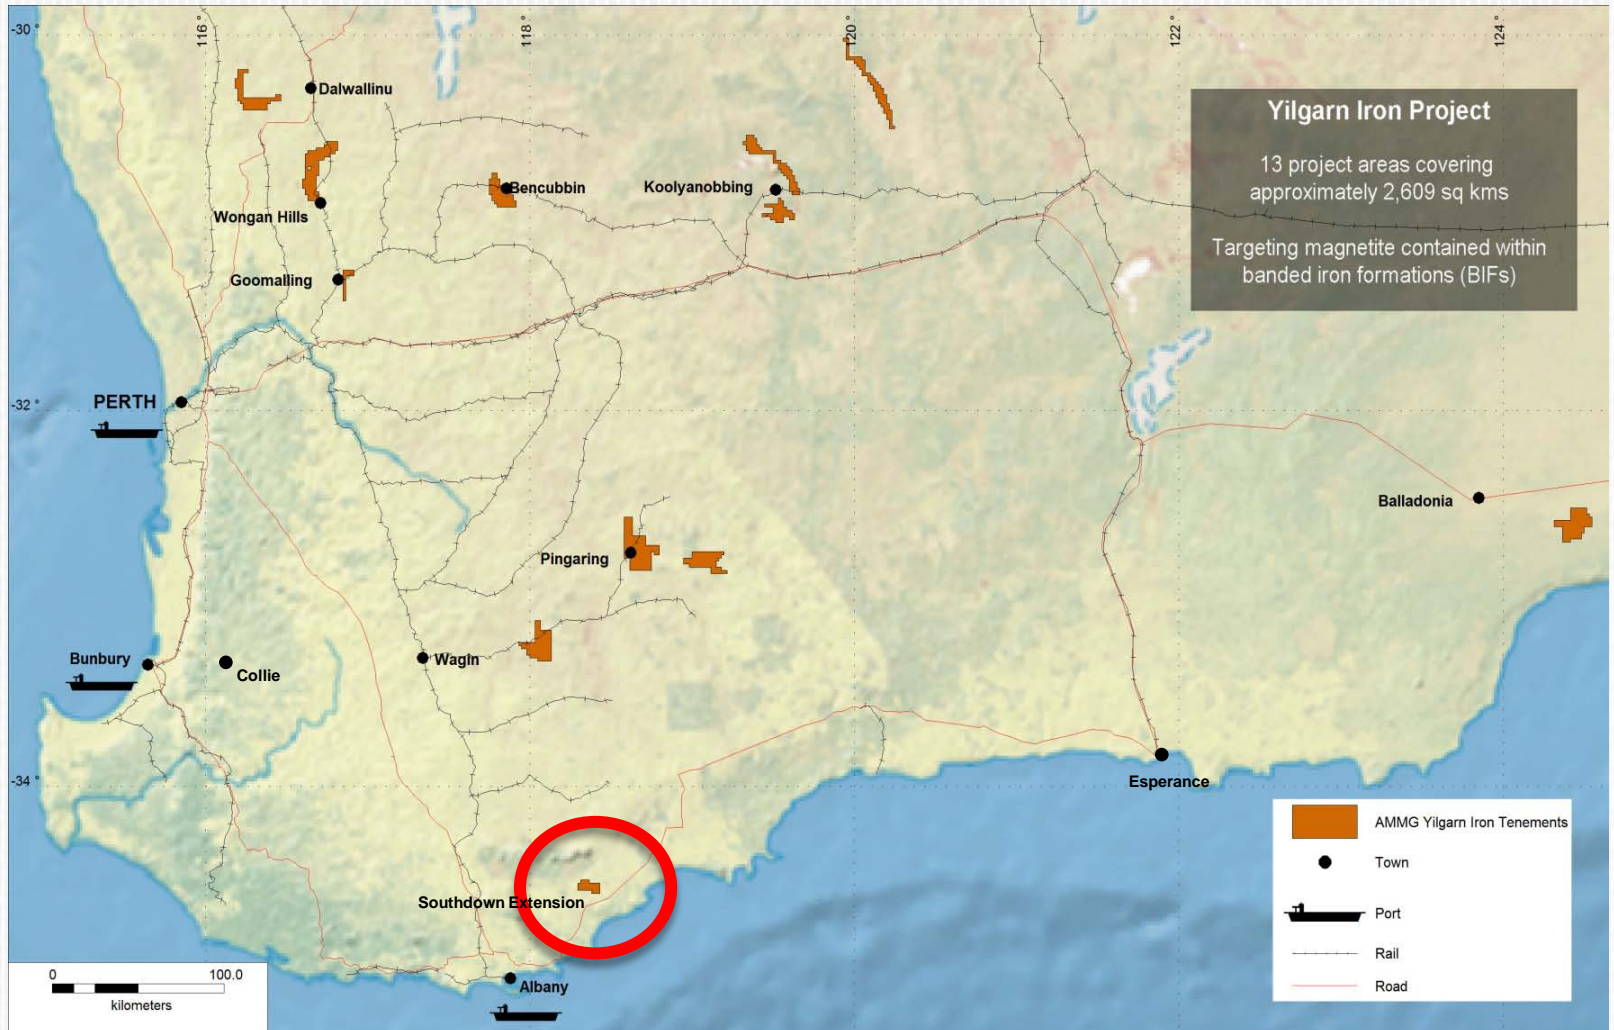 -30 °
116 °
118 °
120 °
122 °
124 °
Dalwallinu
Yilgarn Iron Project
13 project areas covering
approximately 2,609 sq kms
Targeting magnetite contained within
banded iron formations (BIFs)
Bencubbin
Koolyanobbing
Wongan Hills
Goomalling
PERTH
-32 °
Balladonia
Pingaring
Bunbury
Collie
Wagin
-34 °
Esperance
AMMG Yilgarn Iron Tenements
Town
Southdown Extension
Port
Rail
Road
0 100.0
kilometers
Albany